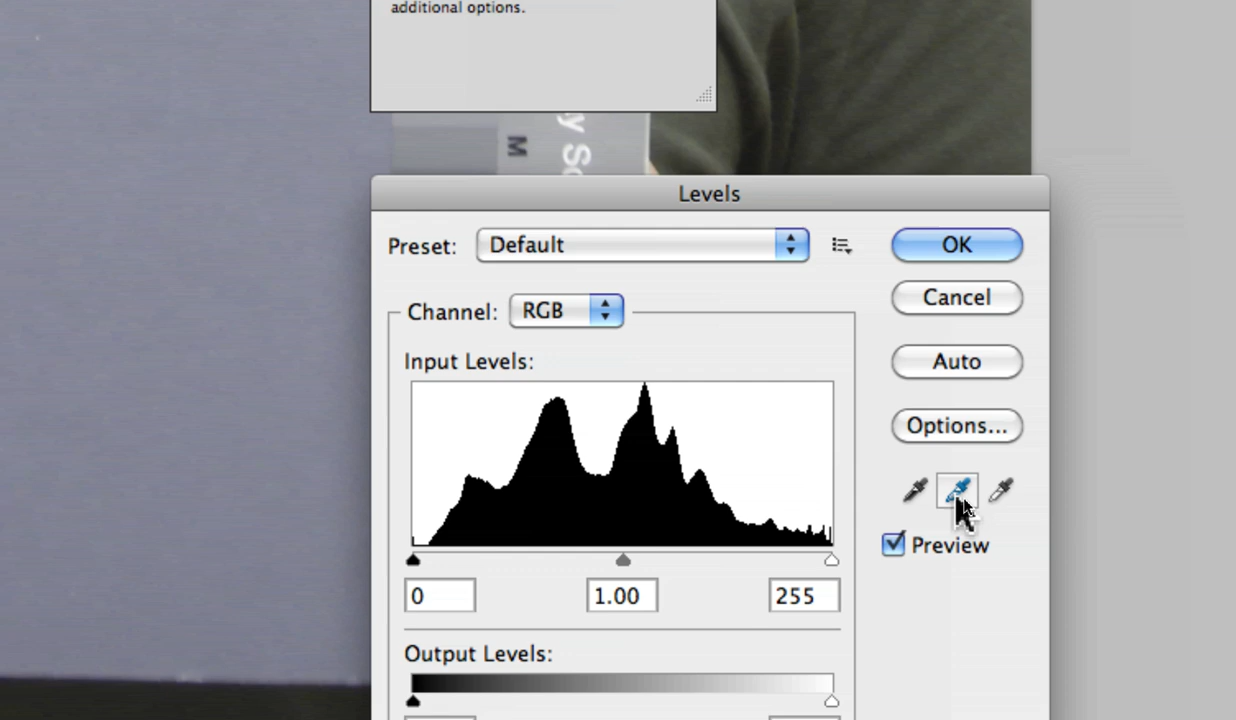 additional options.
y So
M
Levels
Preset: Default
OK
Channel: RGB
Cancel
Input Levels:
Auto
Options...
Preview
0 1.00 255
Output Levels: